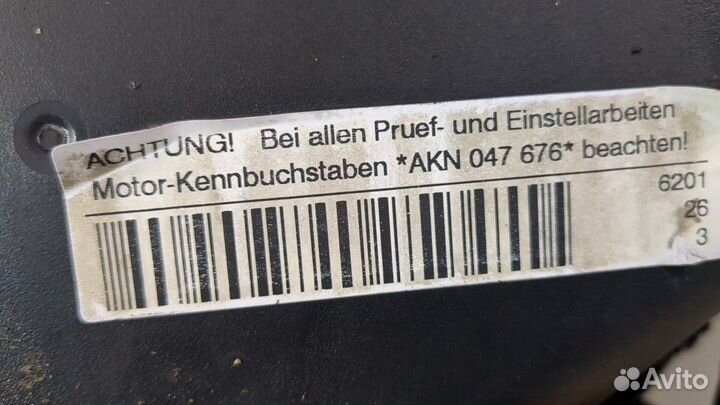 ACHTUNG! Bei allen Pruef- und Einstellarbeiten
Motor-Kennbuchstaben *AKN 047 676* beachten!
6201
26
3
Avito